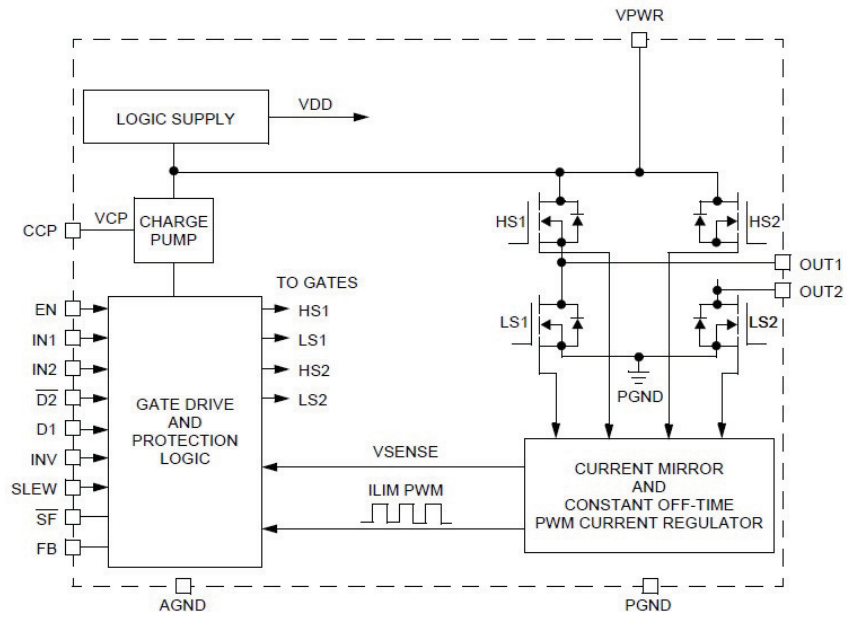 VPWR
LOGIC SUPPLY
VDD
CCP
VCP
CHARGE
PUMP
HS1
HS2
OUT1
OUT2
TO GATES
EN
HS1
IN1
LS1
IN2
HS2
D2
LS2
D1
INV
SLEW
SF
FB
GATE DRIVE
AND
PROTECTION
LOGIC
LS1
LS2
PGND
VSENSE
ILIM PWM
CURRENT MIRROR
AND
CONSTANT OFF-TIME
PWM CURRENT REGULATOR
AGND
PGND